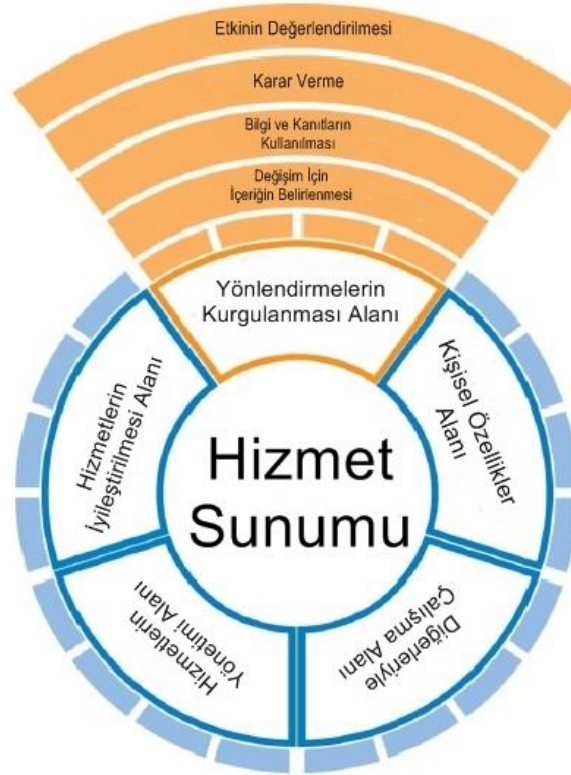 Etkinin Değerlendirilmesi
Karar Verme
Bilgi ve Kanıtların
Kullanılması
Değişim İçin
İçeriğin Belirlenmesi
Yönlendirmelerin
Kurgulanması Alanı
Kişisel Özellikler
Alanı
Diğerleriyle
Çalışma Alanı
Hizmetlerin
Yönetimi Alanı
Hizmetlerin
İyileştirilmesi Alanı
Hizmet
Sunumu